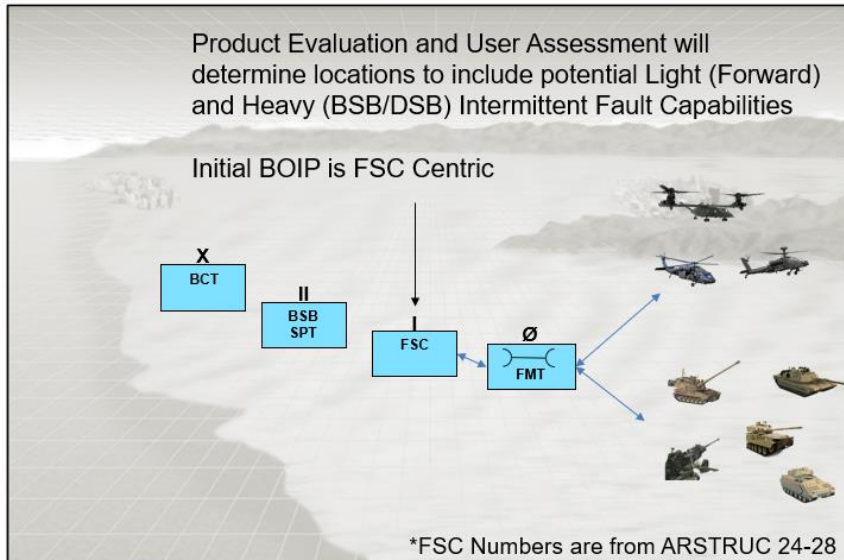 Product Evaluation and User Assessment will
determine locations to include potential Light (Forward)
and Heavy (BSB/DSB) Intermittent Fault Capabilities
Initial BOIP is FSC Centric
X
BCT
II
BSB
SPT
I
FSC
Ø
FMT
*FSC Numbers are from ARSTRUC 24-28